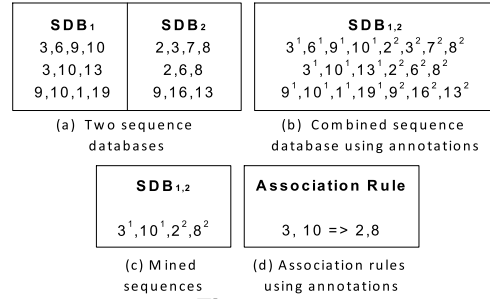 SDB₁ SDB₂
3,6,9,10 2,3,7,8
3,10,13 2,6,8
9,10,1,19 9,16,13
(a) Two sequence
databases
SDB₁,₂
3¹,6¹,9¹,10¹,2²,3²,7²,8²
3¹,10¹,13¹,2²,6²,8²
9¹,10¹,1¹,19¹,9²,16²,13²
(b) Combined sequence
database using annotations
SDB₁,₂
3¹,10¹,2²,8²
(c) Mined
sequences
Association Rule
3, 10 => 2,8
(d) Association rules
using annotations